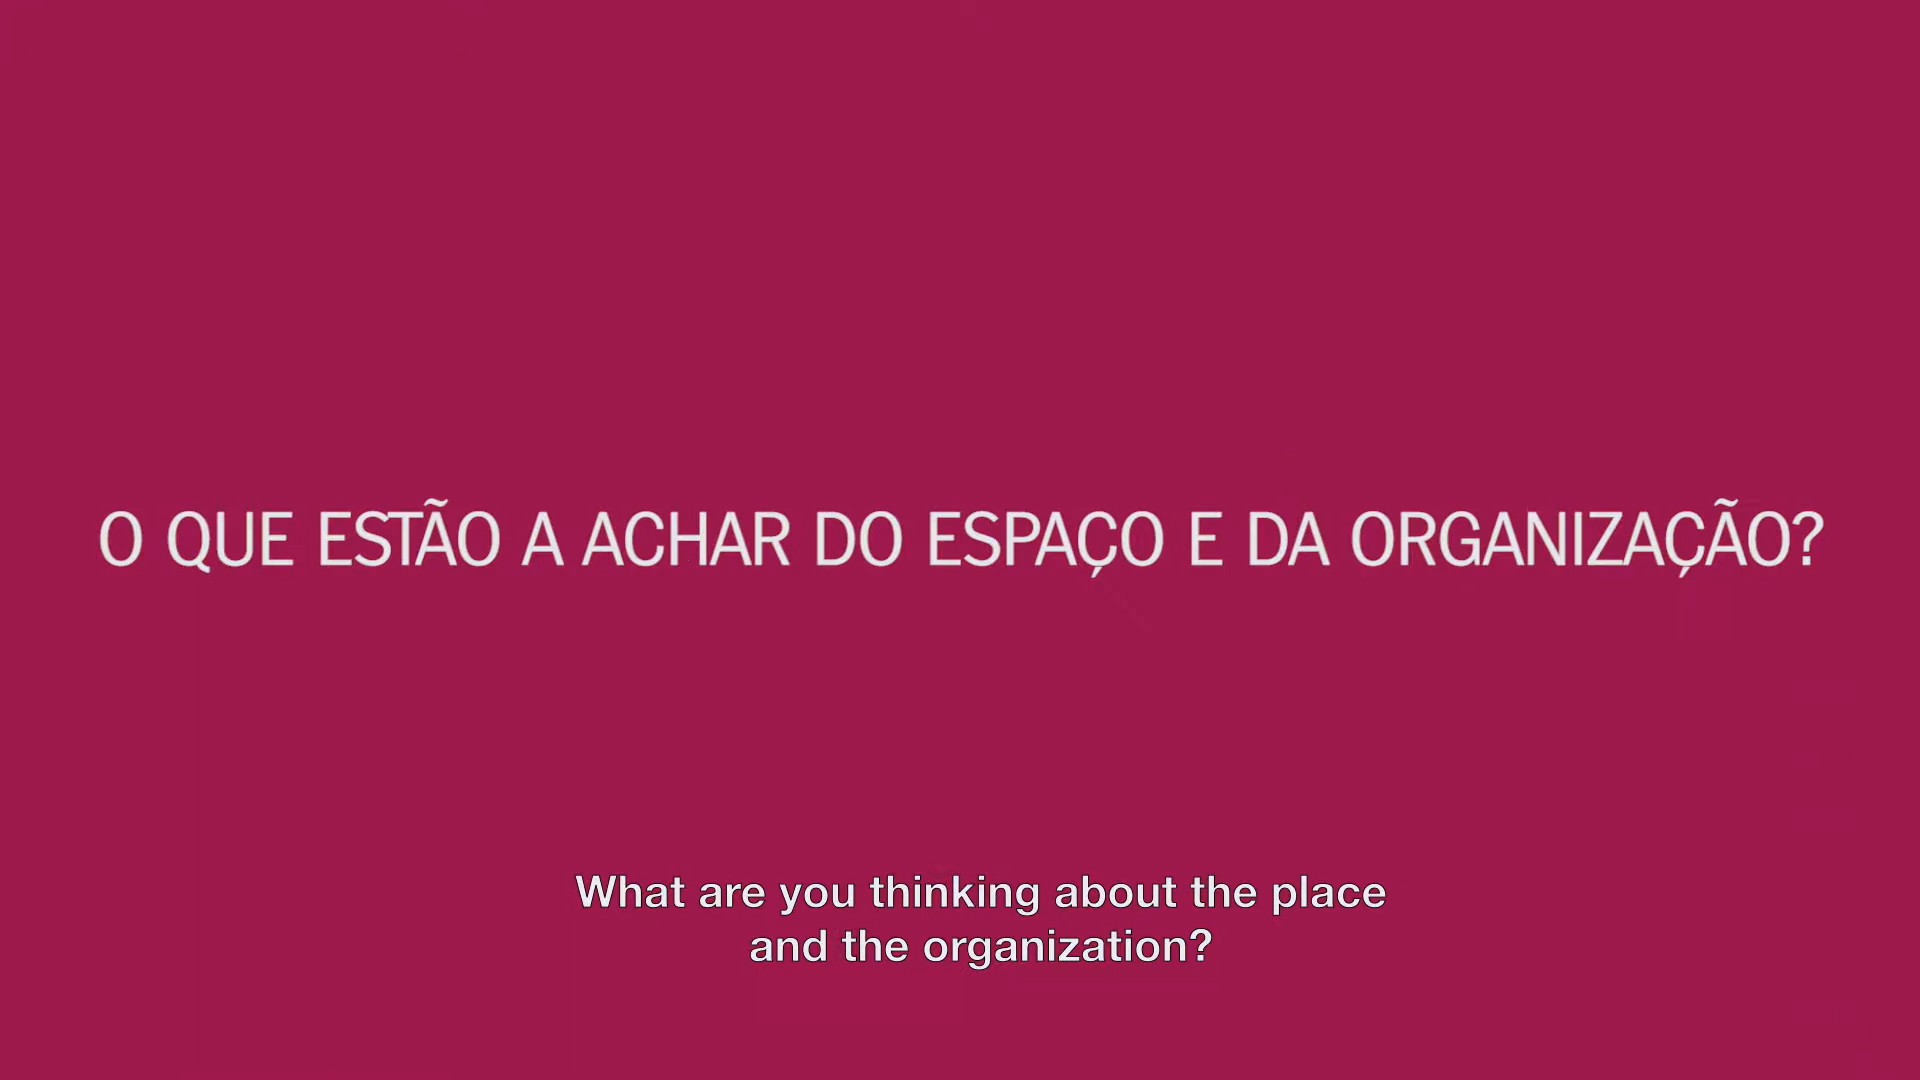 O QUE ESTÃO A ACHAR DO ESPAÇO E DA ORGANIZAÇÃO?
What are you thinking about the place
and the organization?